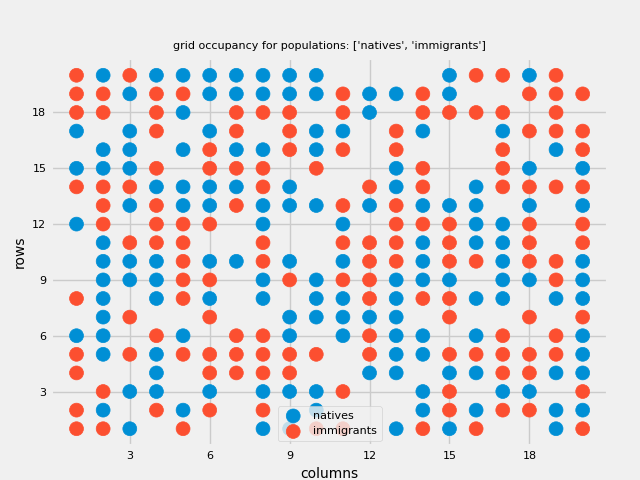 grid occupancy for populations: ['natives', 'immigrants']
18
15
12
9
6
3
rows
natives
immigrants
3 6 9 12 15 18
columns